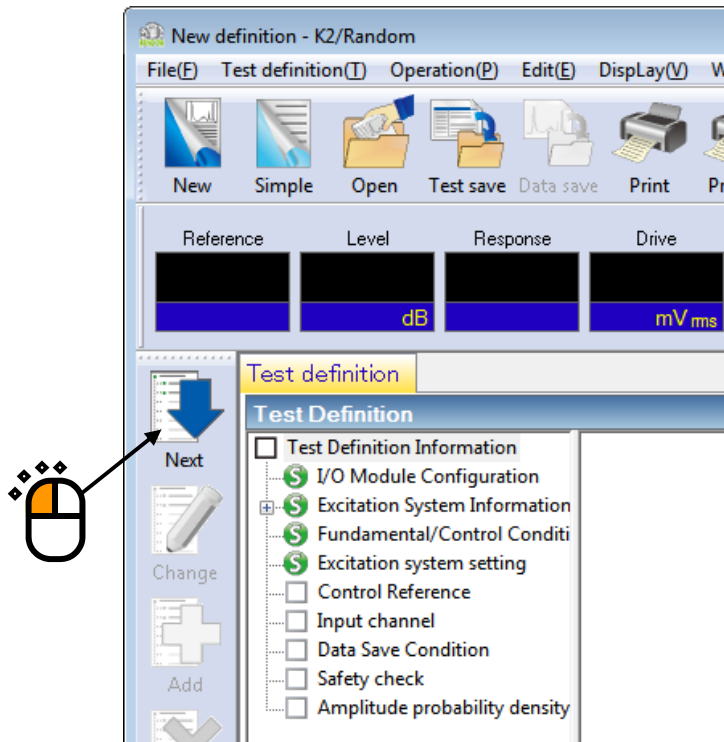 New definition - K2/Random
File(F) Test definition(T) Operation(P) Edit(E) DispLay(V) W
New Simple Open Test save Data save Print Pr
Reference Level Response Drive
dB mV rms
Test definition
Test Definition
Next
Change
Add
Test Definition Information
S I/O Module Configuration
S Excitation System Information
S Fundamental/Control Conditi
S Excitation system setting
Control Reference
Input channel
Data Save Condition
Safety check
Amplitude probability density